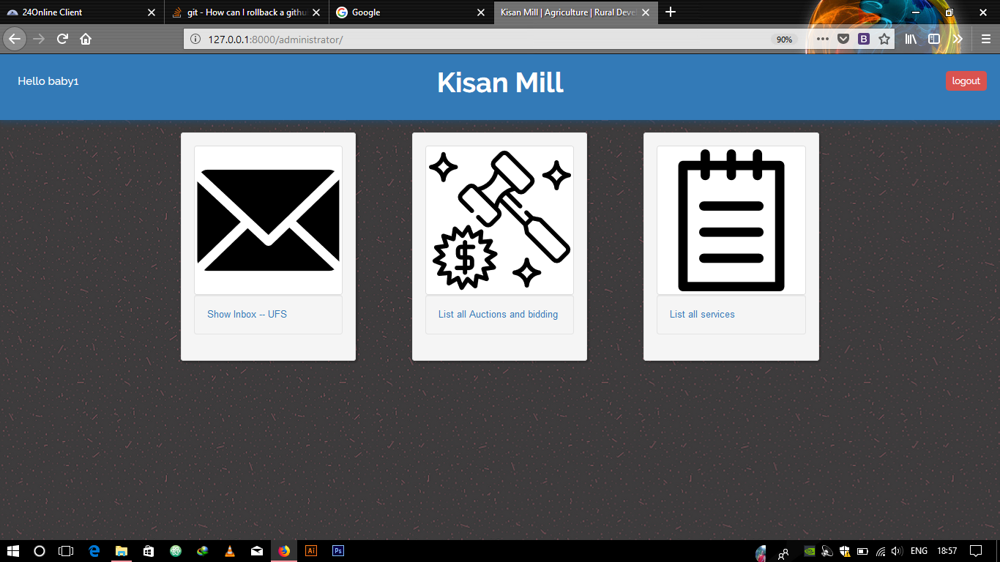 24Online Client
git - How can I rollback a githu
Google
Kisan Mill | Agriculture | Rural Deve
127.0.0.1:8000/administrator/
90%
B
Hello baby1
Kisan Mill
logout
$
Show Inbox -- UFS
List all Auctions and bidding
List all services
Ai
Ps
ENG
18:57